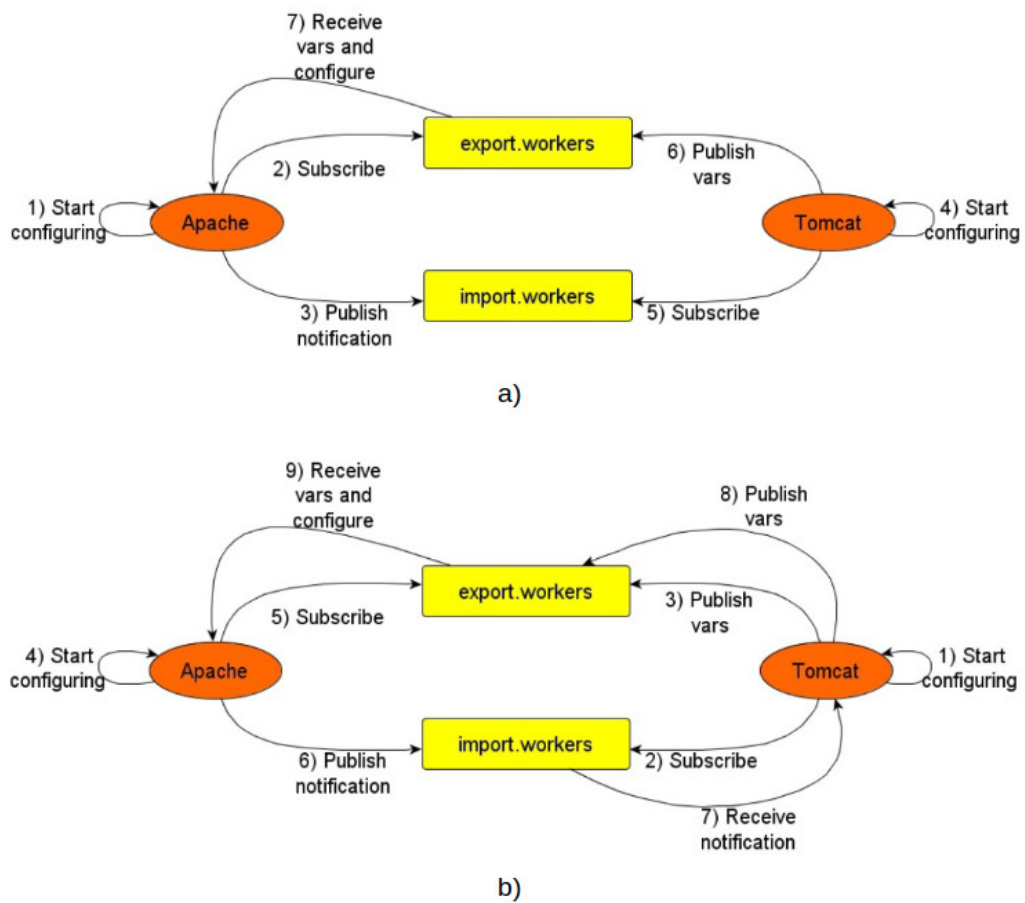 7) Receive
vars and
configure
export.workers
2) Subscribe
6) Publish
vars
1) Start
configuring
Apache
Tomcat
4) Start
configuring
import.workers
3) Publish
notification
5) Subscribe
a)
9) Receive
vars and
configure
8) Publish
vars
export.workers
5) Subscribe
3) Publish
vars
4) Start
configuring
Apache
Tomcat
1) Start
configuring
import.workers
6) Publish
notification
2) Subscribe
7) Receive
notification
b)